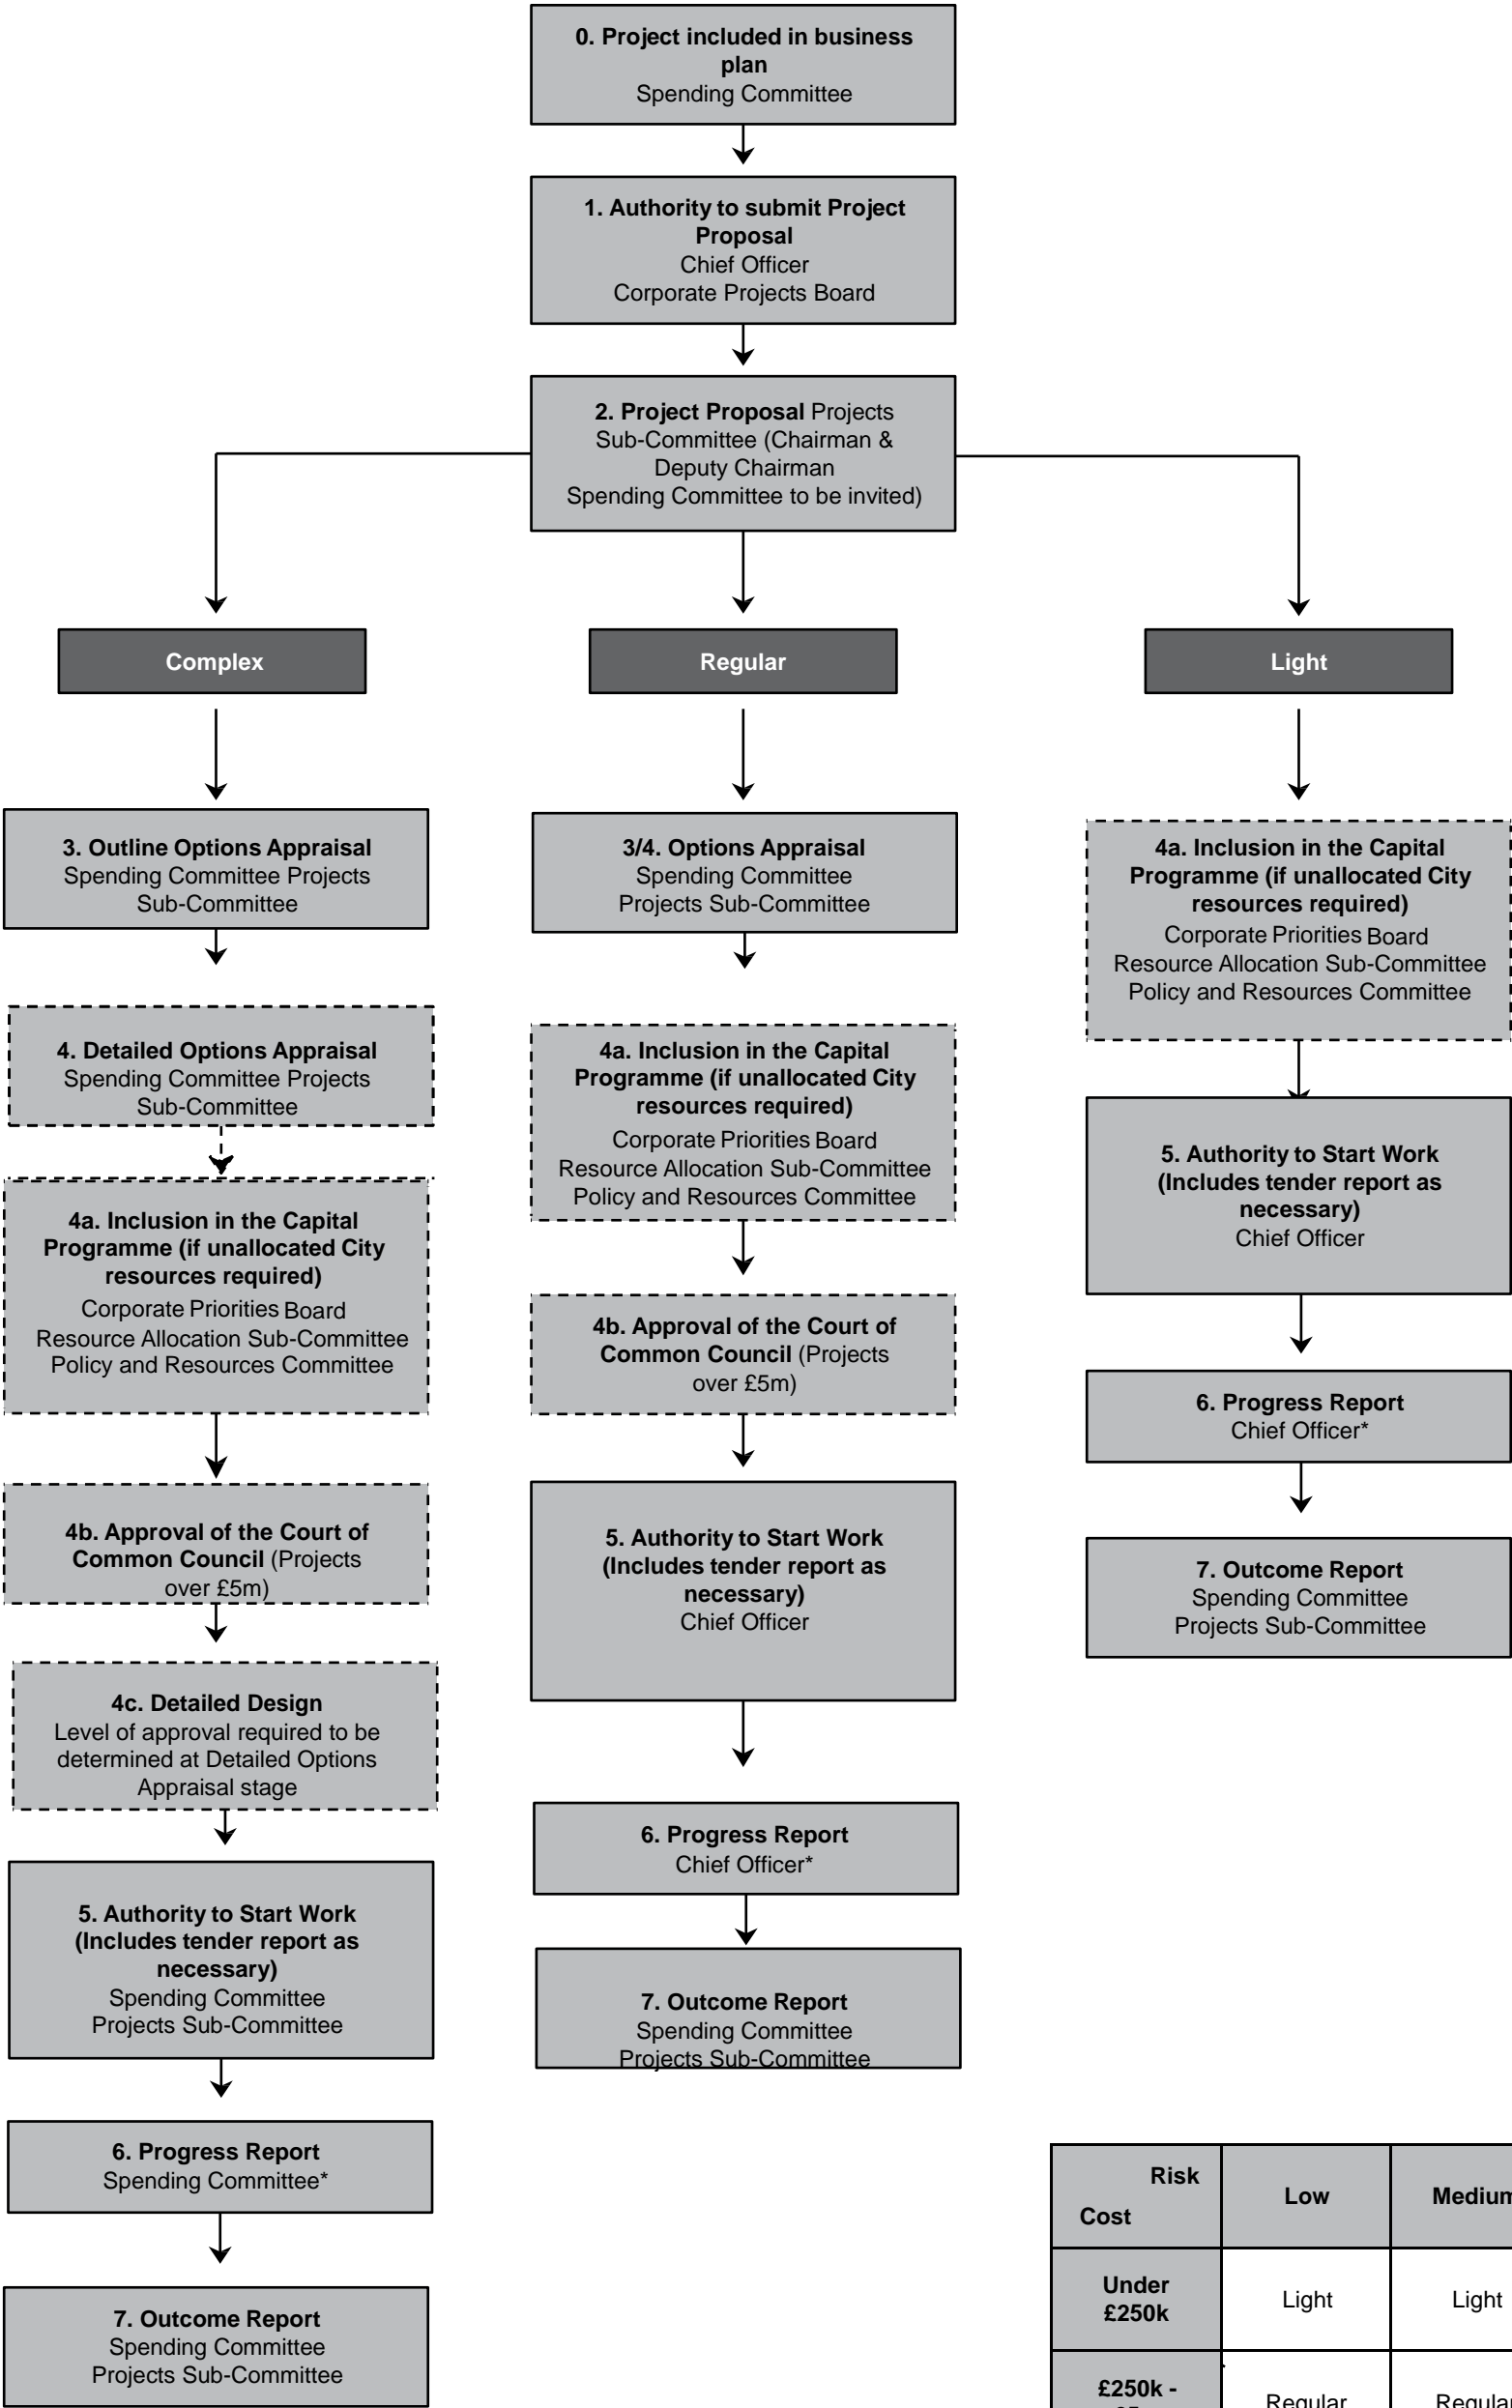 0. Project included in business
plan
Spending Committee
1. Authority to submit Project
Proposal
Chief Officer
Corporate Projects Board
2. Project Proposal Projects
Sub-Committee (Chairman &
Deputy Chairman
Spending Committee to be invited)
Complex
Regular
Light
3. Outline Options Appraisal
Spending Committee Projects
Sub-Committee
4. Detailed Options Appraisal
Spending Committee Projects
Sub-Committee
4a. Inclusion in the Capital
Programme (if unallocated City
resources required)
Corporate Priorities Board
Resource Allocation Sub-Committee
Policy and Resources Committee
4b. Approval of the Court of
Common Council (Projects
over £5m)
4c. Detailed Design
Level of approval required to be
determined at Detailed Options
Appraisal stage
5. Authority to Start Work
(Includes tender report as
necessary)
Spending Committee
Projects Sub-Committee
6. Progress Report
Spending Committee*
7. Outcome Report
Spending Committee
Projects Sub-Committee
3/4. Options Appraisal
Spending Committee
Projects Sub-Committee
4a. Inclusion in the Capital
Programme (if unallocated City
resources required)
Corporate Priorities Board
Resource Allocation Sub-Committee
Policy and Resources Committee
4b. Approval of the Court of
Common Council (Projects
over £5m)
5. Authority to Start Work
(Includes tender report as
necessary)
Chief Officer
6. Progress Report
Chief Officer*
7. Outcome Report
Spending Committee
Projects Sub-Committee
4a. Inclusion in the Capital
Programme (if unallocated City
resources required)
Corporate Priorities Board
Resource Allocation Sub-Committee
Policy and Resources Committee
5. Authority to Start Work
(Includes tender report as
necessary)
Chief Officer
6. Progress Report
Chief Officer*
7. Outcome Report
Spending Committee
Projects Sub-Committee
Risk
Cost
Low
Medium
Under
£250k
Light
Light
£250k -
Regular
Regular